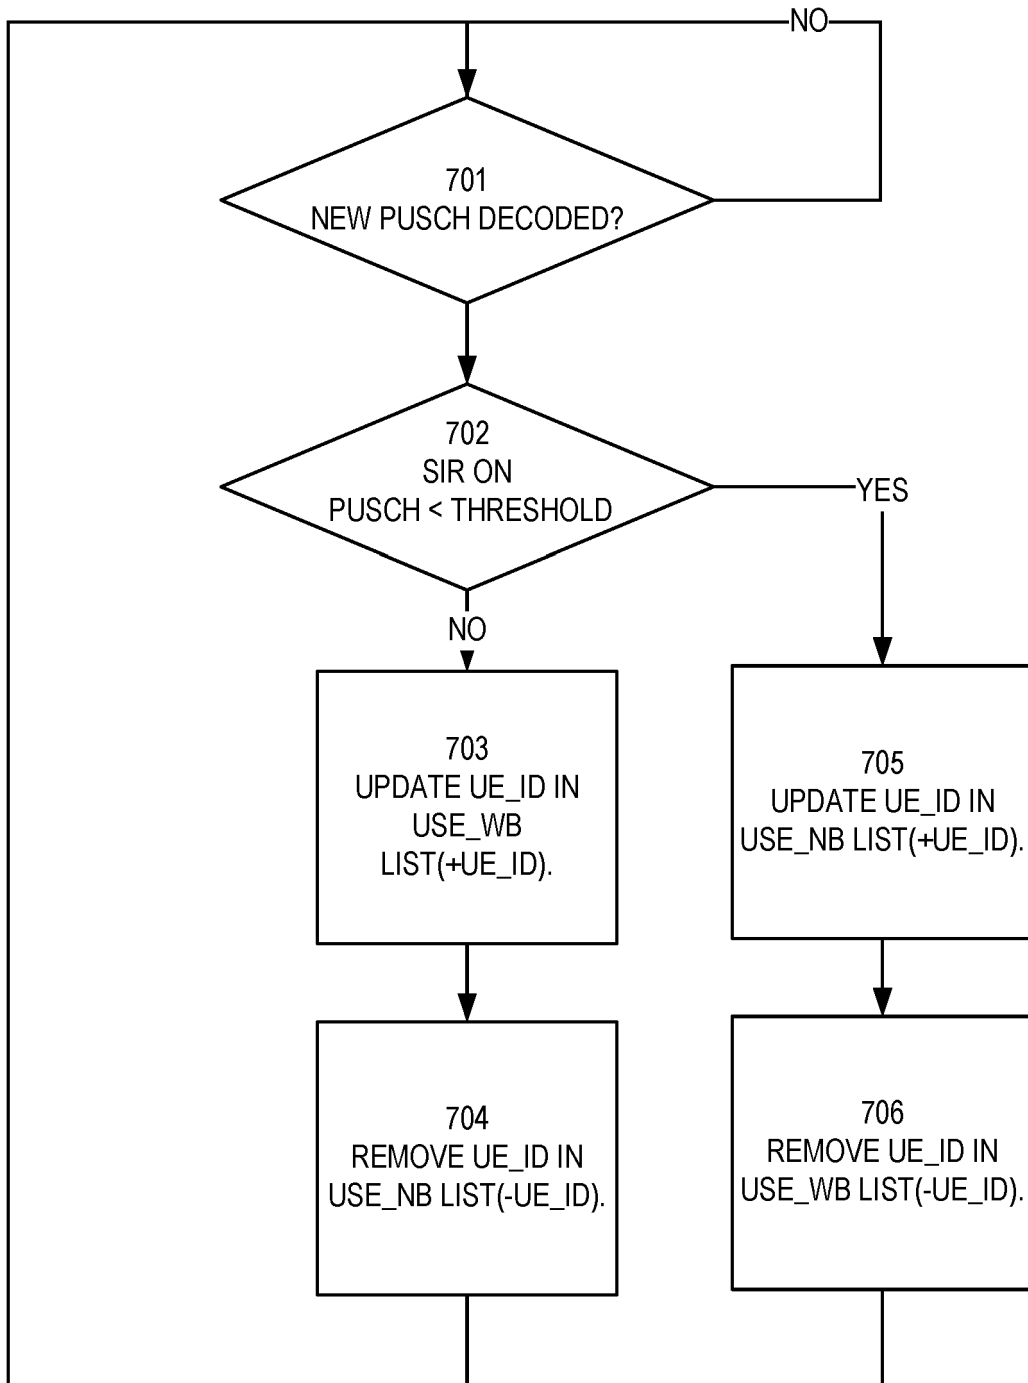 NO
701
NEW PUSCH DECODED?
702
SIR ON
PUSCH < THRESHOLD
YES
NO
703
UPDATE UE_ID IN
USE_WB
LIST(+UE_ID).
705
UPDATE UE_ID IN
USE_NB LIST(+UE_ID).
704
REMOVE UE_ID IN
USE_NB LIST(-UE_ID).
706
REMOVE UE_ID IN
USE_WB LIST(-UE_ID).